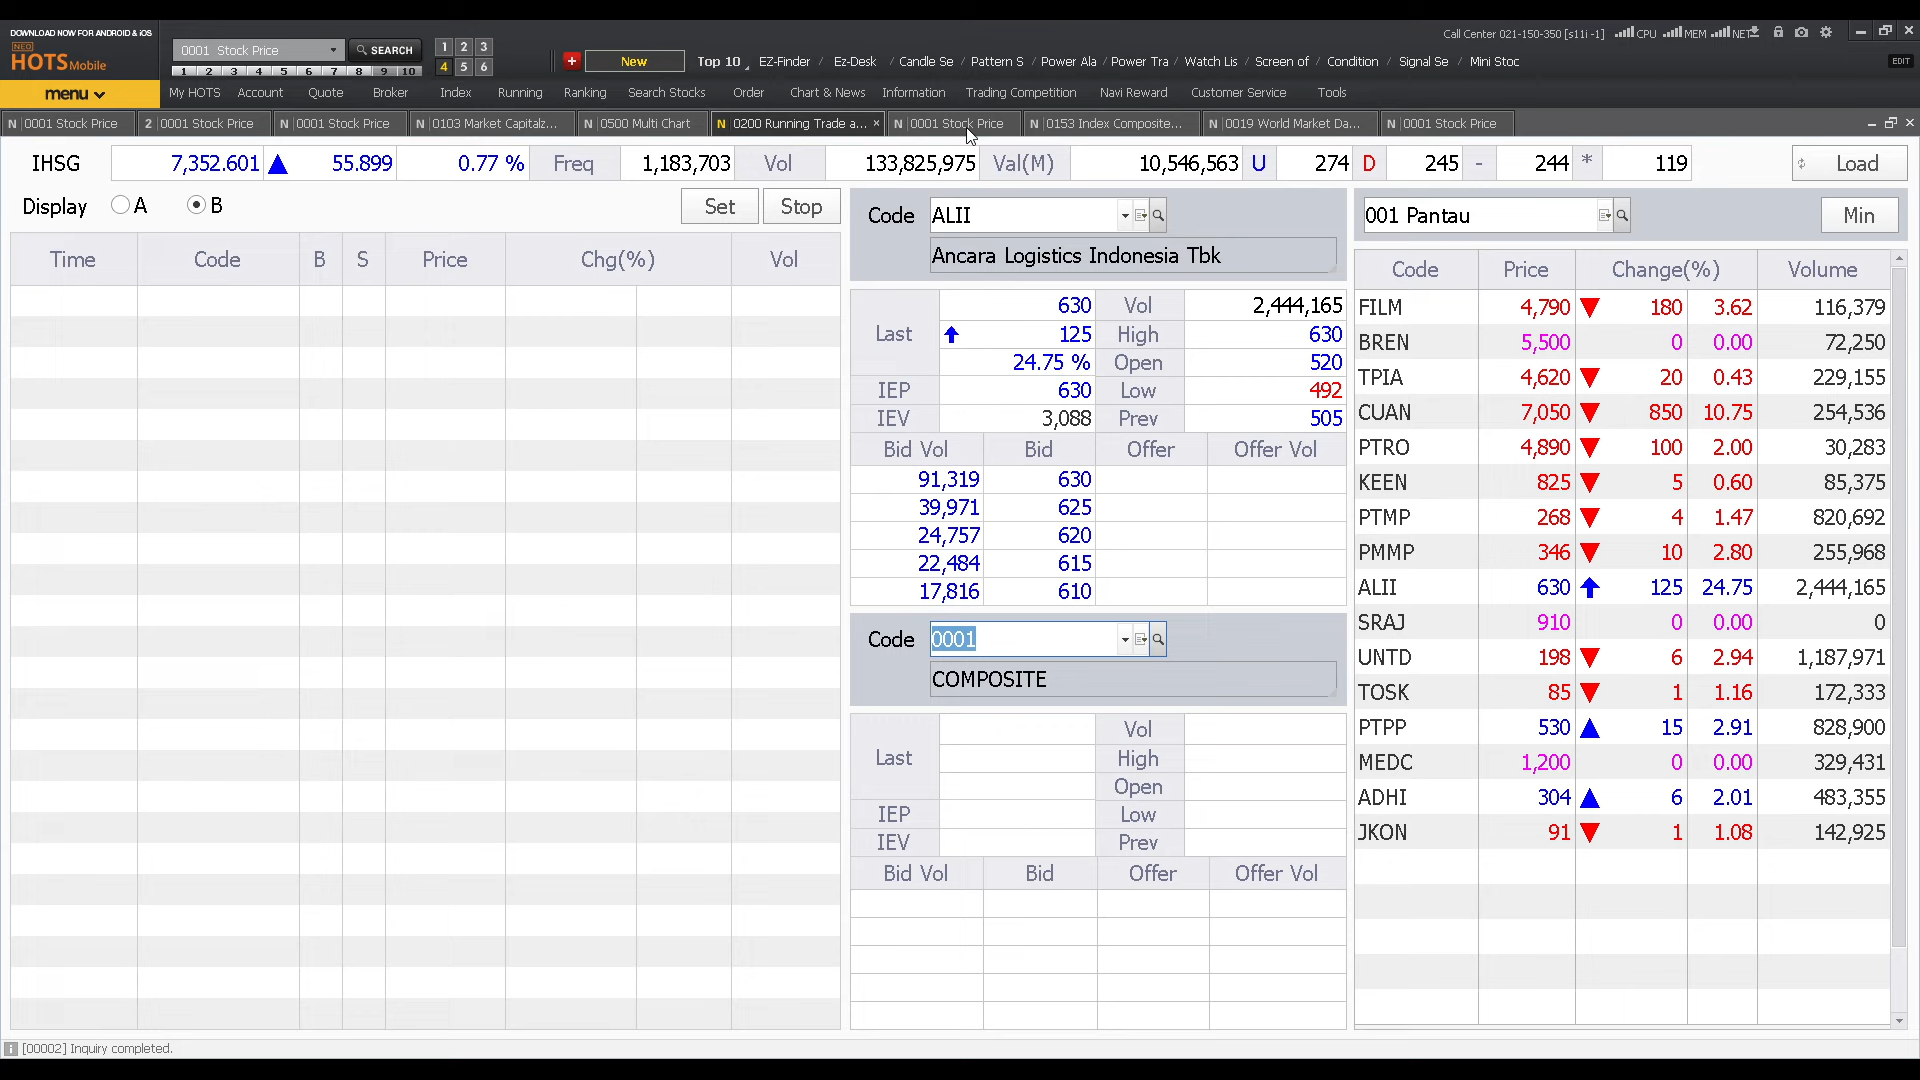 DOWNLOAD NOW FOR ANDROID & iOS
NEO
HOTS Mobile
menu
0001 Stock Price
SEARCH
1 2 3 4 5 6 7 8 9 10
1 2 3
4 5 6
New
Top 10 EZ-Finder / Ez-Desk / Candle Se / Pattern S / Power Ala / Power Tra / Watch Lis / Screen of / Condition / Signal Se / Mini Stoc
Call Center 021-150-350 [s11i -1] CPU MEM NET
EDIT
My HOTS Account Quote Broker Index Running Ranking Search Stocks Order Chart & News Information Trading Competition Navi Reward Customer Service Tools
N 0001 Stock Price 2 0001 Stock Price N 0001 Stock Price N 0103 Market Capitalz... N 0500 Multi Chart N 0200 Running Trade a... × N 0001 Stock Price N 0153 Index Composite... N 0019 World Market Da... N 0001 Stock Price
IHSG 7,352.601 ▲ 55.899 0.77 % Freq 1,183,703 Vol 133,825,975 Val(M) 10,546,563 U 274 D 245 - 244 * 119 Load
Display A B Set Stop
Time Code B S Price Chg(%) Vol
Code ALII
Ancara Logistics Indonesia Tbk
Last 630 Vol 2,444,165
125 High 630
24.75 % Open 520
IEP 630 Low 492
IEV 3,088 Prev 505
Bid Vol Bid Offer Offer Vol
91,319 630
39,971 625
24,757 620
22,484 615
17,816 610
Code 0001
COMPOSITE
Last Vol
High
Open
IEP Low
IEV Prev
Bid Vol Bid Offer Offer Vol
001 Pantau Min
Code Price Change(%) Volume
FILM 4,790 ▼ 180 3.62 116,379
BREN 5,500 0 0.00 72,250
TPIA 4,620 ▼ 20 0.43 229,155
CUAN 7,050 ▼ 850 10.75 254,536
PTRO 4,890 ▼ 100 2.00 30,283
KEEN 825 ▼ 5 0.60 85,375
PTMP 268 ▼ 4 1.47 820,692
PMMP 346 ▼ 10 2.80 255,968
ALII 630 125 24.75 2,444,165
SRAJ 910 0 0.00 0
UNTD 198 ▼ 6 2.94 1,187,971
TOSK 85 ▼ 1 1.16 172,333
PTPP 530 ▲ 15 2.91 828,900
MEDC 1,200 0 0.00 329,431
ADHI 304 ▲ 6 2.01 483,355
JKON 91 ▼ 1 1.08 142,925
[00002] Inquiry completed.